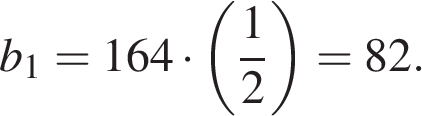 b₁ = 164 · (1/2) = 82.